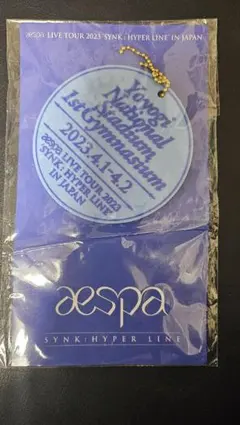 aespa LIVE TOUR 2023 'SYNK : HYPER LINE' IN JAPAN
Yoyogi
National
Stadium,
1st Gymnasium
2023.4.1-4.2
aespa LIVE TOUR 2023
'SYNK : HYPER LINE'
IN JAPAN
aespa
SYNK : HYPER LINE